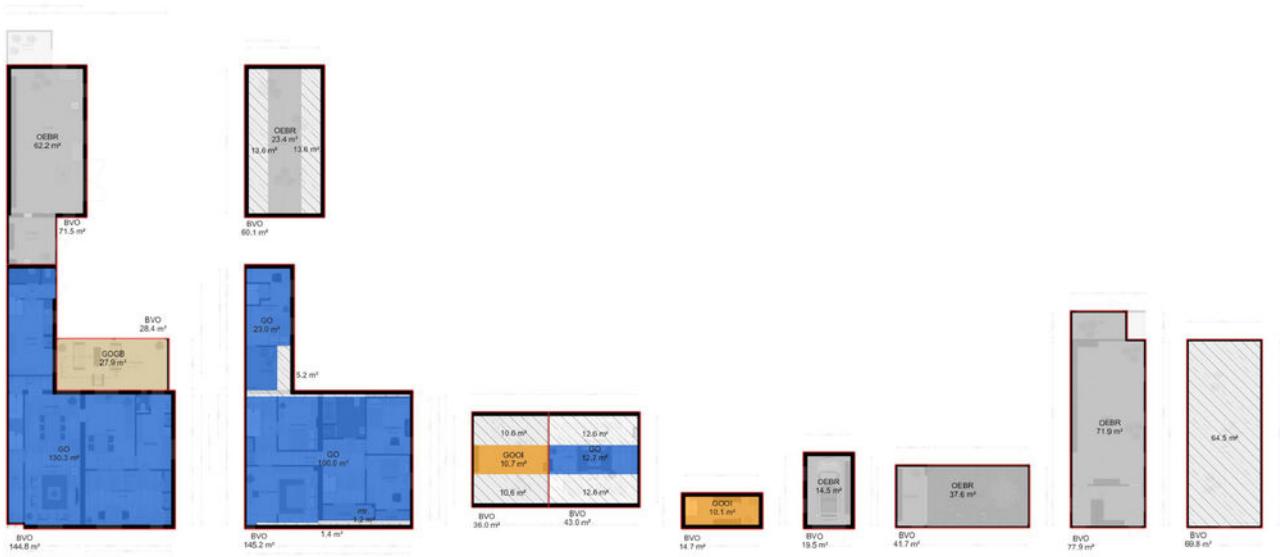 OEBR
62.2 m²
BVO
71.5 m²
OEBR
23.4 m²
13.6 m²
13.6 m²
BVO
60.1 m²
BVO
28.4 m²
GOGB
27.9 m²
GO
130.3 m²
BVO
144.8 m²
GO
23.0 m²
5.2 m²
GO
100.0 m²
1.2 m²
1.4 m²
BVO
145.2 m²
10.6 m²
12.6 m²
GOOI
10.7 m²
GO
12.7 m²
10.6 m²
12.6 m²
BVO
36.0 m²
BVO
43.0 m²
GOOI
10.1 m²
BVO
14.7 m²
OEBR
14.5 m²
BVO
19.5 m²
OEBR
37.6 m²
BVO
41.7 m²
OEBR
71.9 m²
BVO
77.9 m²
64.5 m²
BVO
69.8 m²